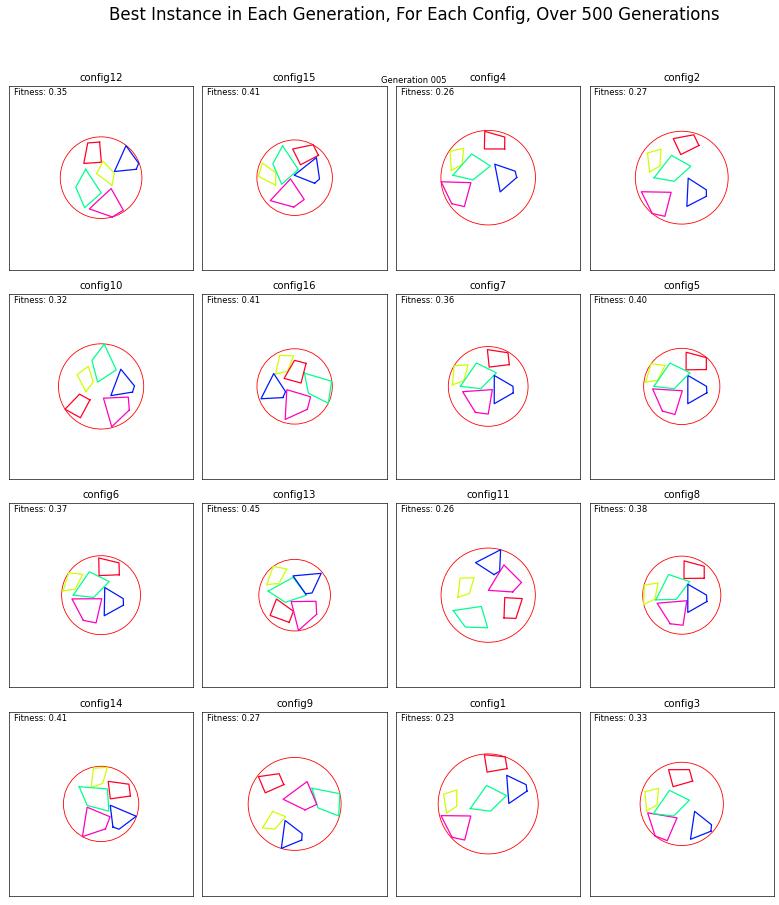 Best Instance in Each Generation, For Each Config, Over 500 Generations
Generation 005
config12
config15
config4
config2
Fitness: 0.35
Fitness: 0.41
Fitness: 0.26
Fitness: 0.27
config10
config16
config7
config5
Fitness: 0.32
Fitness: 0.41
Fitness: 0.36
Fitness: 0.40
config6
config13
config11
config8
Fitness: 0.37
Fitness: 0.45
Fitness: 0.26
Fitness: 0.38
config14
config9
config1
config3
Fitness: 0.41
Fitness: 0.27
Fitness: 0.23
Fitness: 0.33